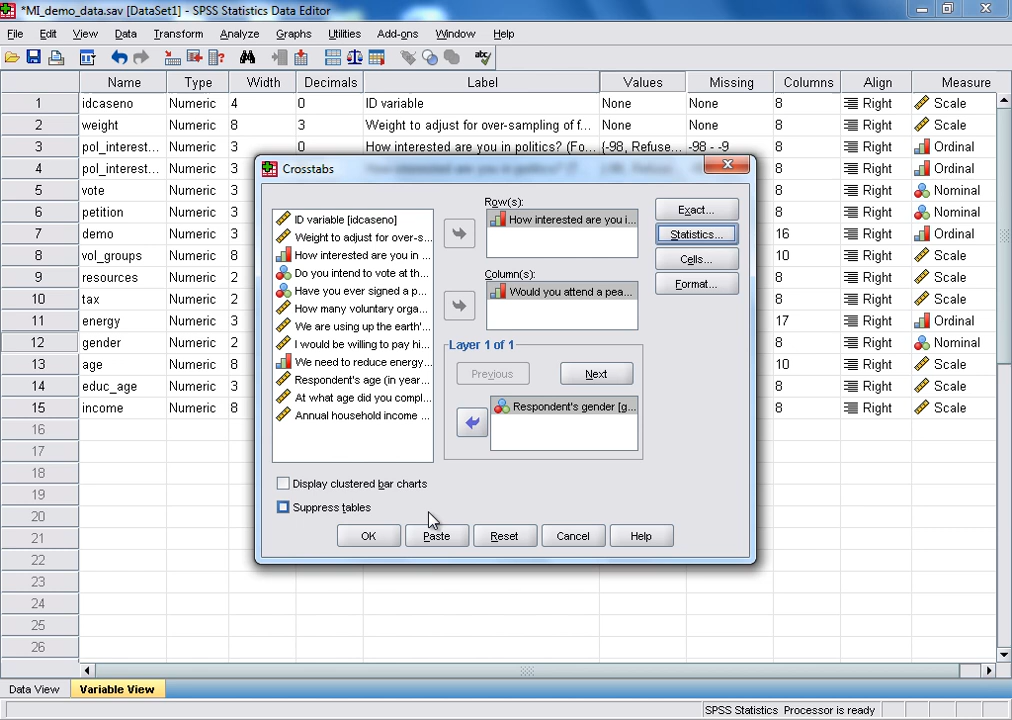 *MI_demo_data.sav [DataSet1] - SPSS Statistics Data Editor
File Edit View Data Transform Analyze Graphs Utilities Add-ons Window Help
Name Type Width Decimals Label Values Missing Columns Align Measure
1 idcaseno Numeric 4 0 ID variable None None 8 Right Scale
2 weight Numeric 8 3 Weight to adjust for over-sampling of f... None None 8 Right Scale
3 pol_interest... Numeric 3 0 How interested are you in politics? (Fo... {-98, Refuse... -98 - -9 8 Right Ordinal
4 pol_interest... Numeric 3 8 Right Ordinal
5 vote Numeric 3 8 Right Nominal
6 petition Numeric 3 8 Right Nominal
7 demo Numeric 3 16 Right Ordinal
8 vol_groups Numeric 3 10 Right Scale
9 resources Numeric 2 8 Right Scale
10 tax Numeric 2 8 Right Scale
11 energy Numeric 3 17 Right Ordinal
12 gender Numeric 2 8 Right Nominal
13 age Numeric 8 10 Right Scale
14 educ_age Numeric 3 8 Right Scale
15 income Numeric 8 8 Right Scale
16
17
18
19
20
21
22
23
24
25
26
Crosstabs
ID variable [idcaseno]
Weight to adjust for over-s...
How interested are you in ...
Do you intend to vote at th...
Have you ever signed a p...
How many voluntary orga...
We are using up the earth'...
I would be willing to pay hi...
We need to reduce energy...
Respondent's age (in year...
At what age did you compl...
Annual household income ...
Row(s):
How interested are you i...
Column(s):
Would you attend a pea...
Layer 1 of 1
Previous Next
Respondent's gender [g...
Exact...
Statistics...
Cells...
Format...
Display clustered bar charts
Suppress tables
OK Paste Reset Cancel Help
Data View Variable View
SPSS Statistics Processor is ready
abc